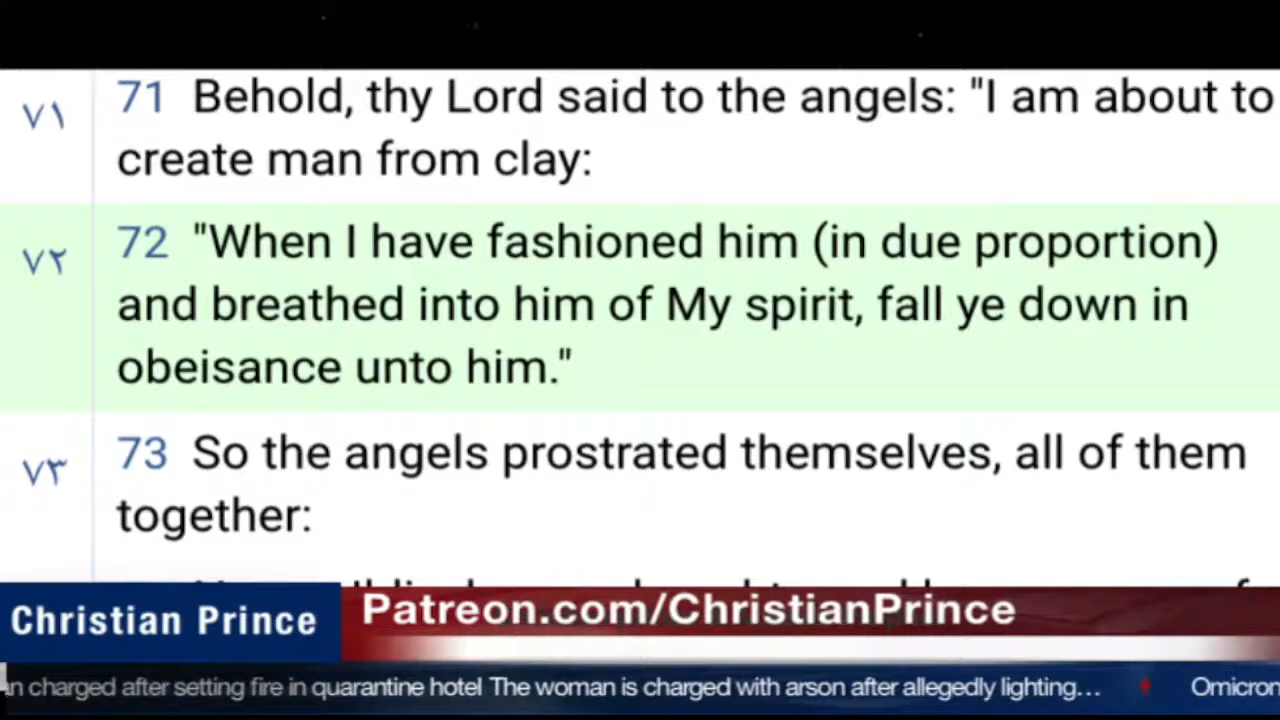 ۷۱ 71 Behold, thy Lord said to the angels: "I am about to
create man from clay:
۷۲ 72 "When I have fashioned him (in due proportion)
and breathed into him of My spirit, fall ye down in
obeisance unto him."
۷۳ 73 So the angels prostrated themselves, all of them
together:
Christian Prince Patreon.com/ChristianPrince
charged after setting fire in quarantine hotel The woman is charged with arson after allegedly lighting... Omicron